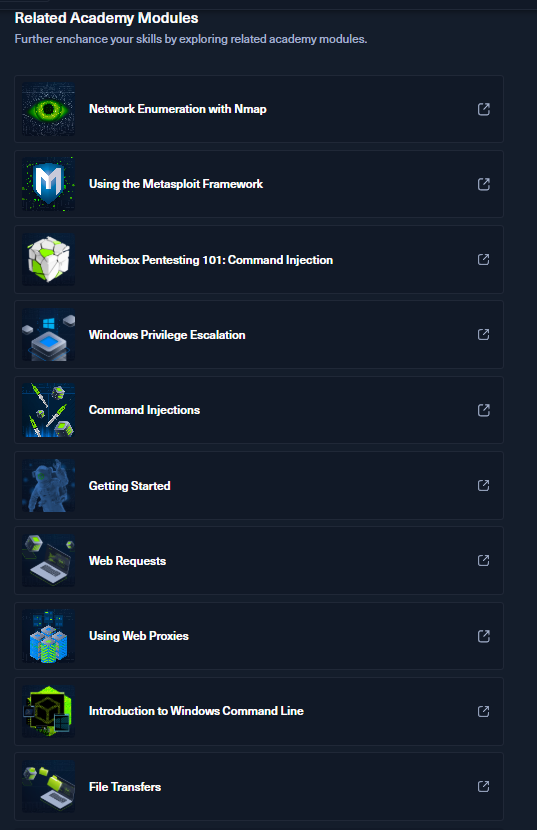 Related Academy Modules
Further enchance your skills by exploring related academy modules.
Network Enumeration with Nmap
Using the Metasploit Framework
Whitebox Pentesting 101: Command Injection
Windows Privilege Escalation
Command Injections
Getting Started
Web Requests
Using Web Proxies
Introduction to Windows Command Line
File Transfers